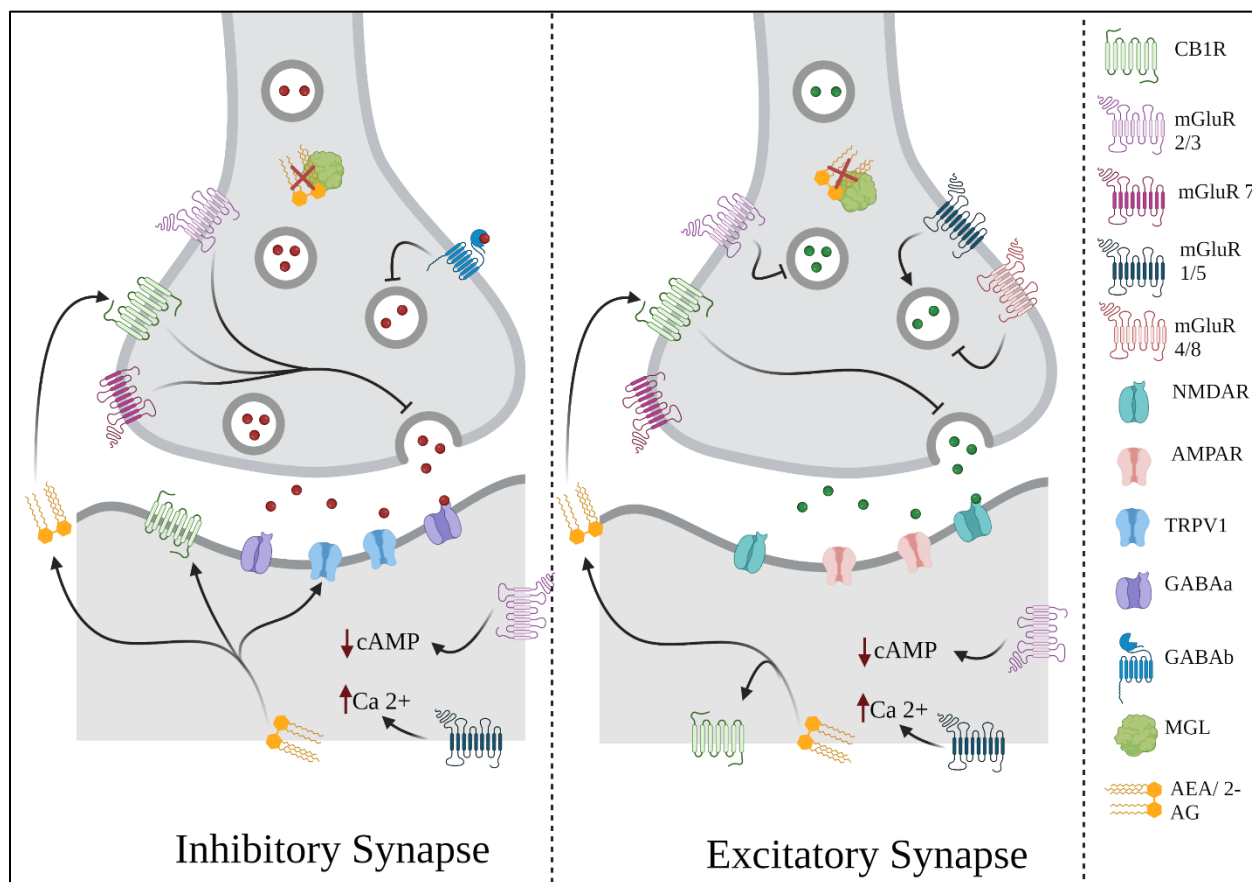 cAMP
Ca 2+
Inhibitory Synapse
cAMP
Ca 2+
Excitatory Synapse
CB1R
mGluR
2/3
mGluR 7
mGluR
1/5
mGluR
4/8
NMDAR
AMPAR
TRPV1
GABAa
GABAb
MGL
AEA/ 2-
AG